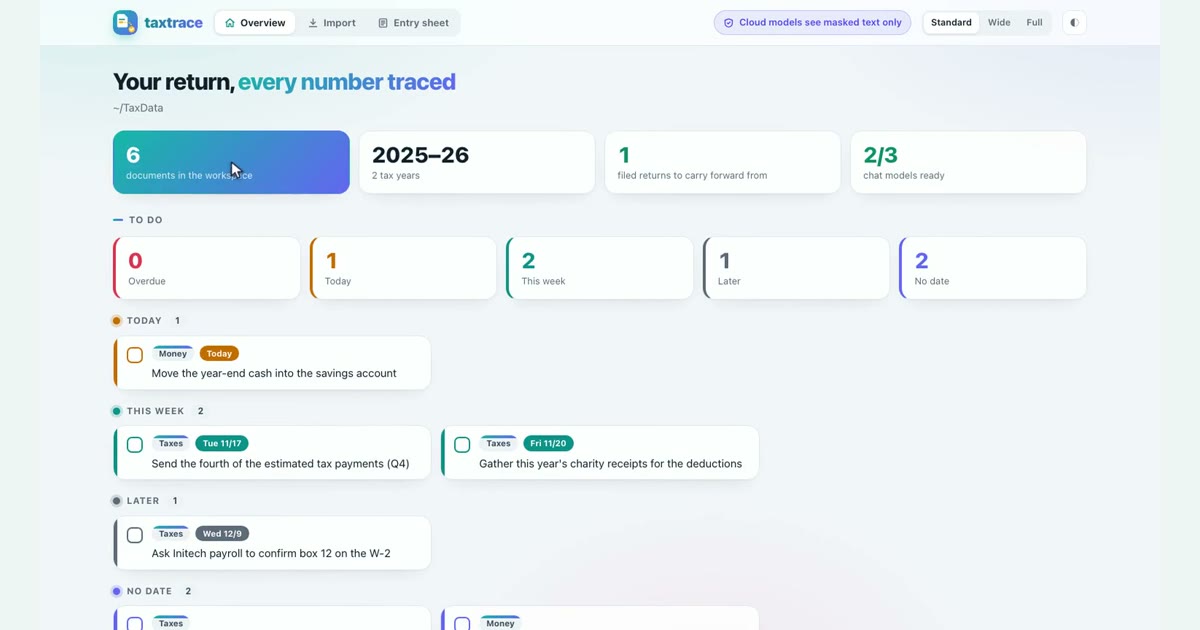 taxtrace
Overview
Import
Entry sheet
Cloud models see masked text only
Standard
Wide
Full
Your return, every number traced
~/TaxData
6
documents in the workspace
2025–26
2 tax years
1
filed returns to carry forward from
2/3
chat models ready
TO DO
0
Overdue
1
Today
2
This week
1
Later
2
No date
TODAY 1
Money Today
Move the year-end cash into the savings account
THIS WEEK 2
Taxes Tue 11/17
Send the fourth of the estimated tax payments (Q4)
Taxes Fri 11/20
Gather this year's charity receipts for the deductions
LATER 1
Taxes Wed 12/9
Ask Initech payroll to confirm box 12 on the W-2
NO DATE 2
Taxes
Money